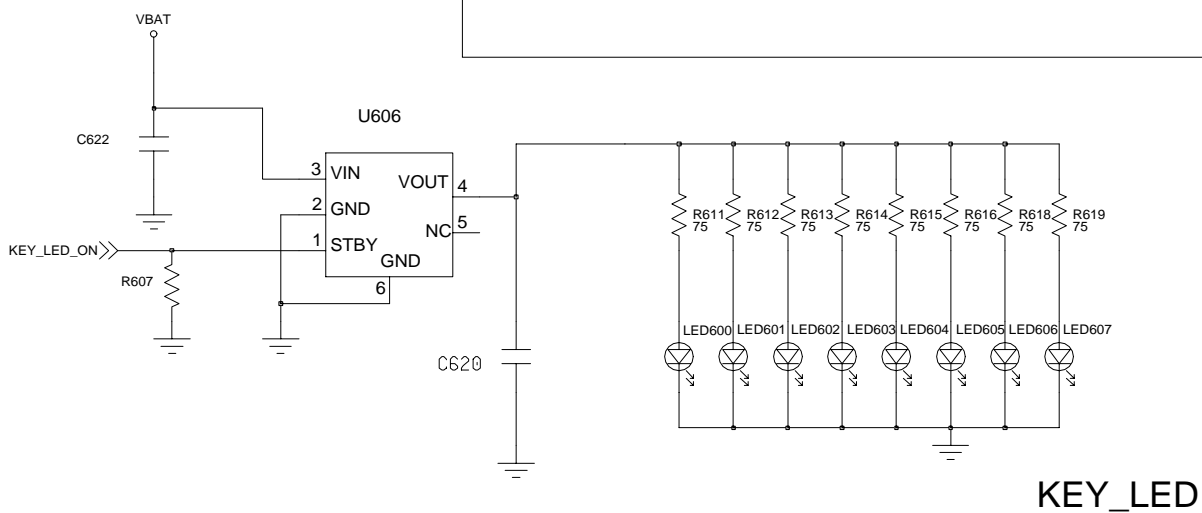 VBAT
U606
C622
3 VIN
VOUT 4
2 GND
NC 5
KEY_LED_ON
1 STBY
GND
6
R607
C620
R611 R612 R613 R614 R615 R616 R618 R619
75 75 75 75 75 75 75 75
LED600 LED601 LED602 LED603 LED604 LED605 LED606 LED607
KEY_LED